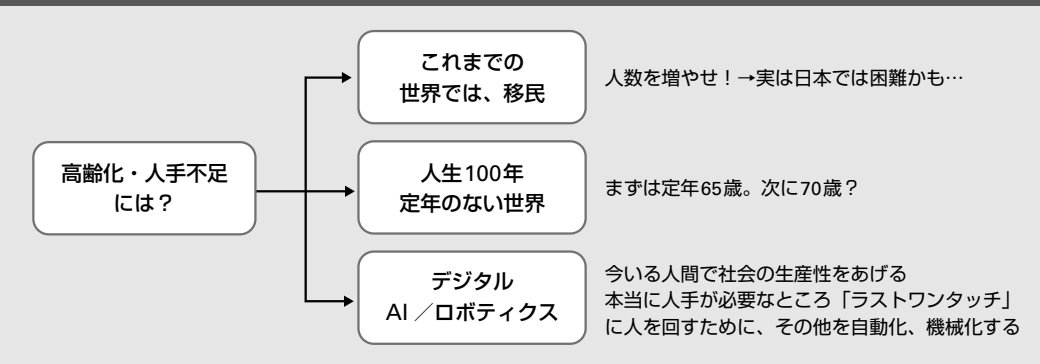 高齢化・人手不足
には？
これまでの
世界では、移民
人数を増やせ！→実は日本では困難かも…
人生100年
定年のない世界
まずは定年65歳。次に70歳？
デジタル
AI／ロボティクス
今いる人間で社会の生産性をあげる
本当に人手が必要なところ「ラストワンタッチ」
に人を回すために、その他を自動化、機械化する